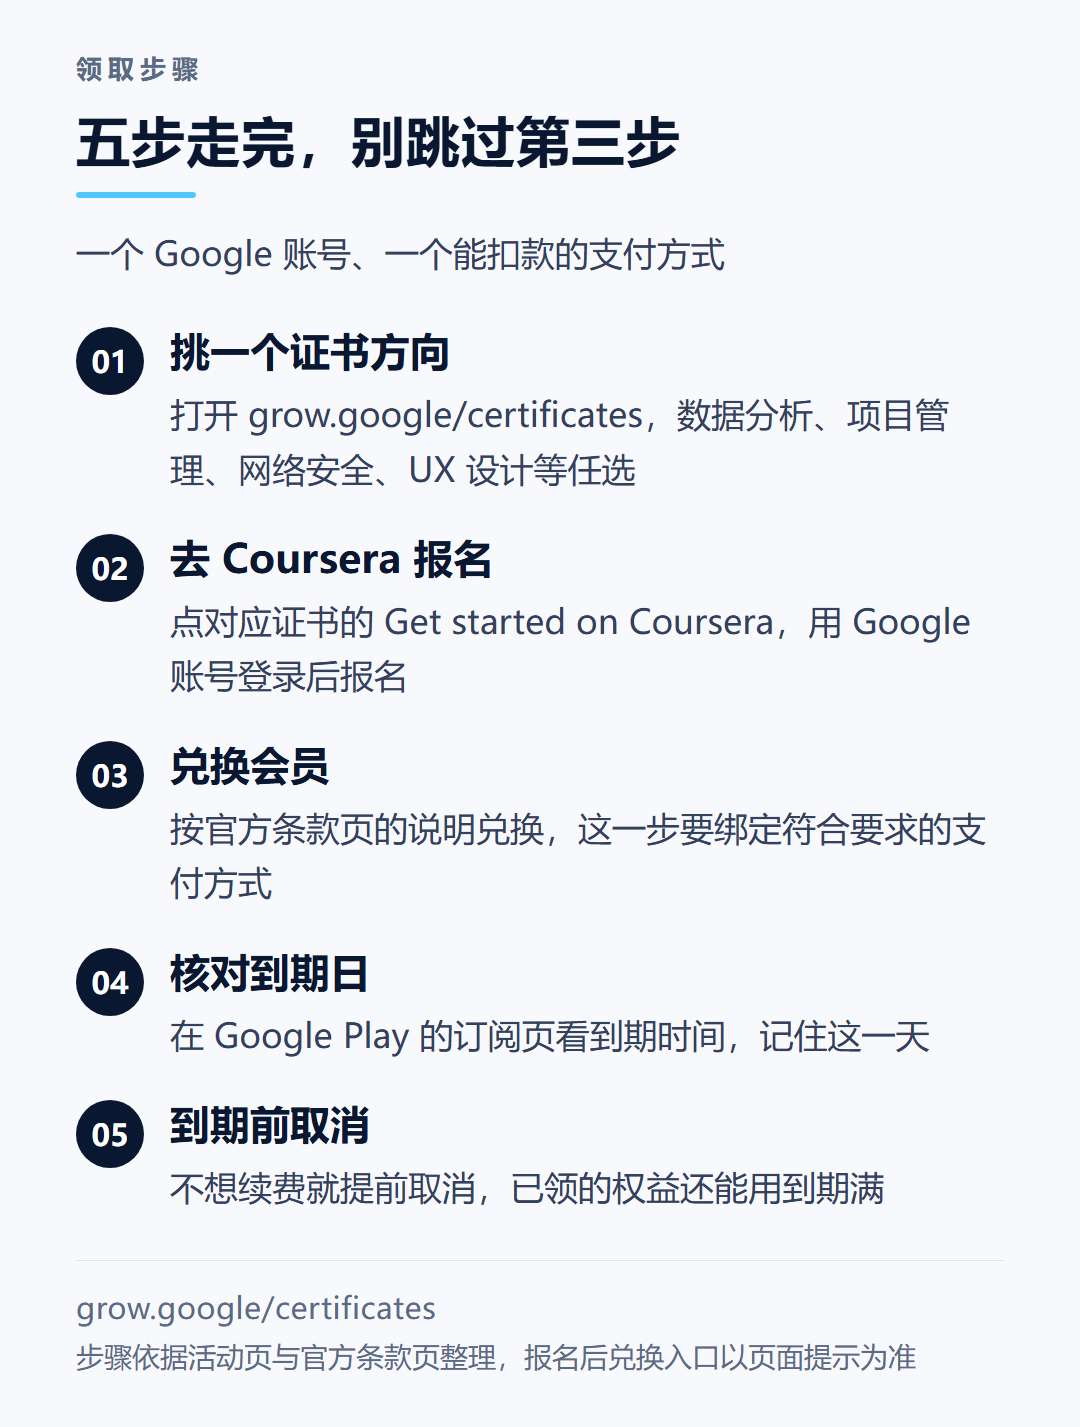 领取步骤
五步走完，别跳过第三步
一个 Google 账号、一个能扣款的支付方式
01
挑一个证书方向
打开 grow.google/certificates，数据分析、项目管
理、网络安全、UX 设计等任选
02
去 Coursera 报名
点对应证书的 Get started on Coursera，用 Google
账号登录后报名
03
兑换会员
按官方条款页的说明兑换，这一步要绑定符合要求的支
付方式
04
核对到期日
在 Google Play 的订阅页看到期时间，记住这一天
05
到期前取消
不想续费就提前取消，已领的权益还能用到期满
grow.google/certificates
步骤依据活动页与官方条款页整理，报名后兑换入口以页面提示为准